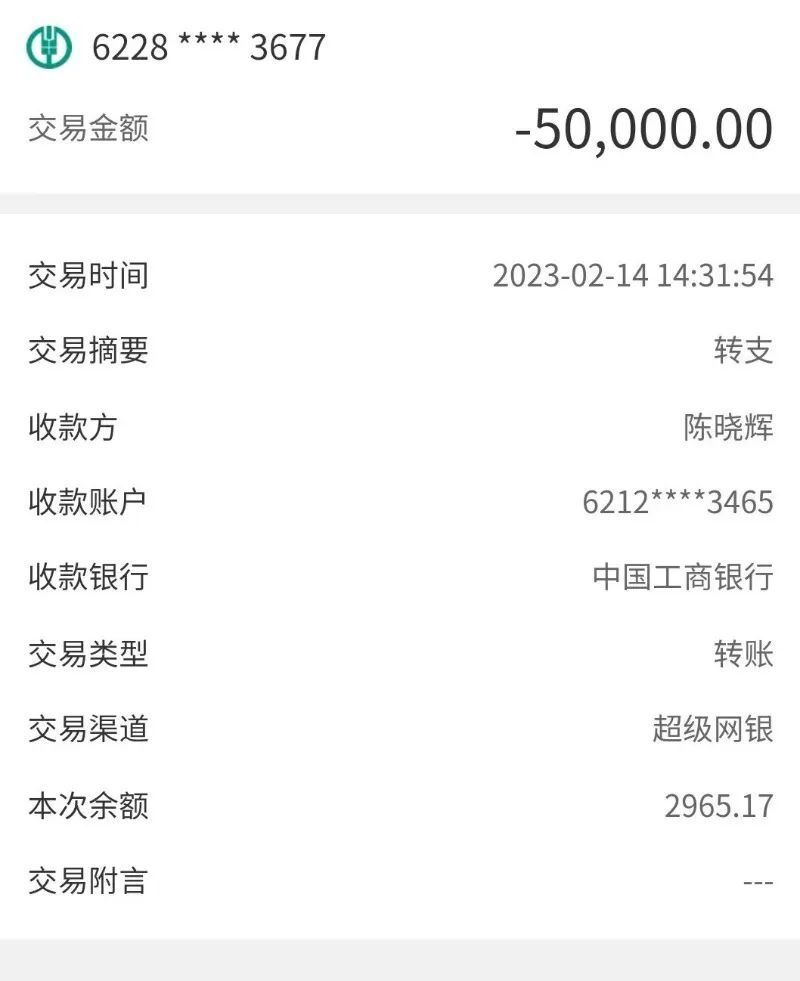 6228 **** 3677
交易金额 -50,000.00
交易时间 2023-02-14 14:31:54
交易摘要 转支
收款方 陈晓辉
收款账户 6212****3465
收款银行 中国工商银行
交易类型 转账
交易渠道 超级网银
本次余额 2965.17
交易附言 ---